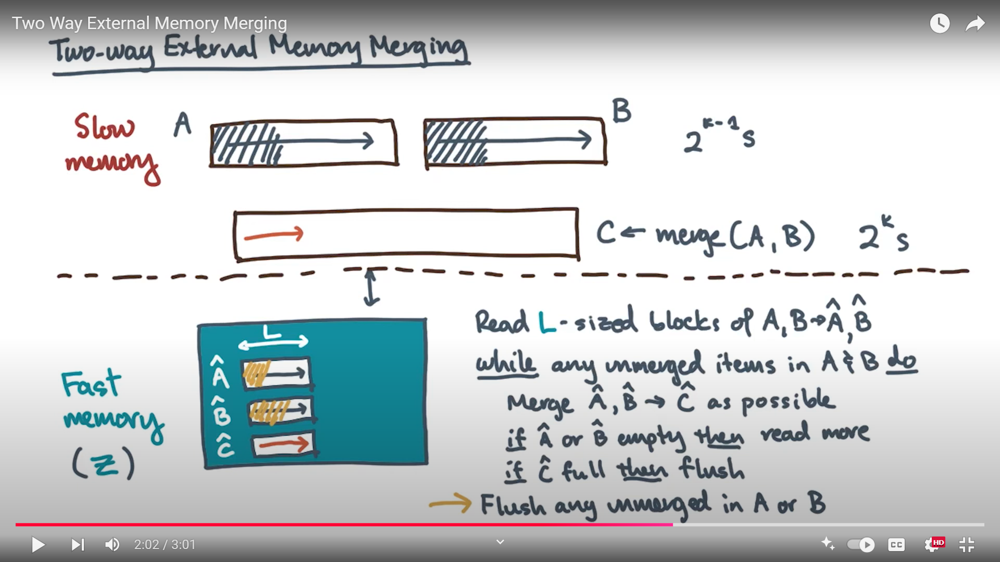 Two Way External Memory Merging
Two-way External Memory Merging
Slow memory
A
B
2^{k-1}s
C ← merge(A, B)
2^k s
Fast memory (Z)
L
Â
B̂
Ĉ
Read L-sized blocks of A, B → Â, B̂
while any unmerged items in A & B do
Merge Â, B̂ → Ĉ as possible
if Â or B̂ empty then read more
if Ĉ full then flush
→ Flush any unmerged in A or B
2:02 / 3:01
CC
HD